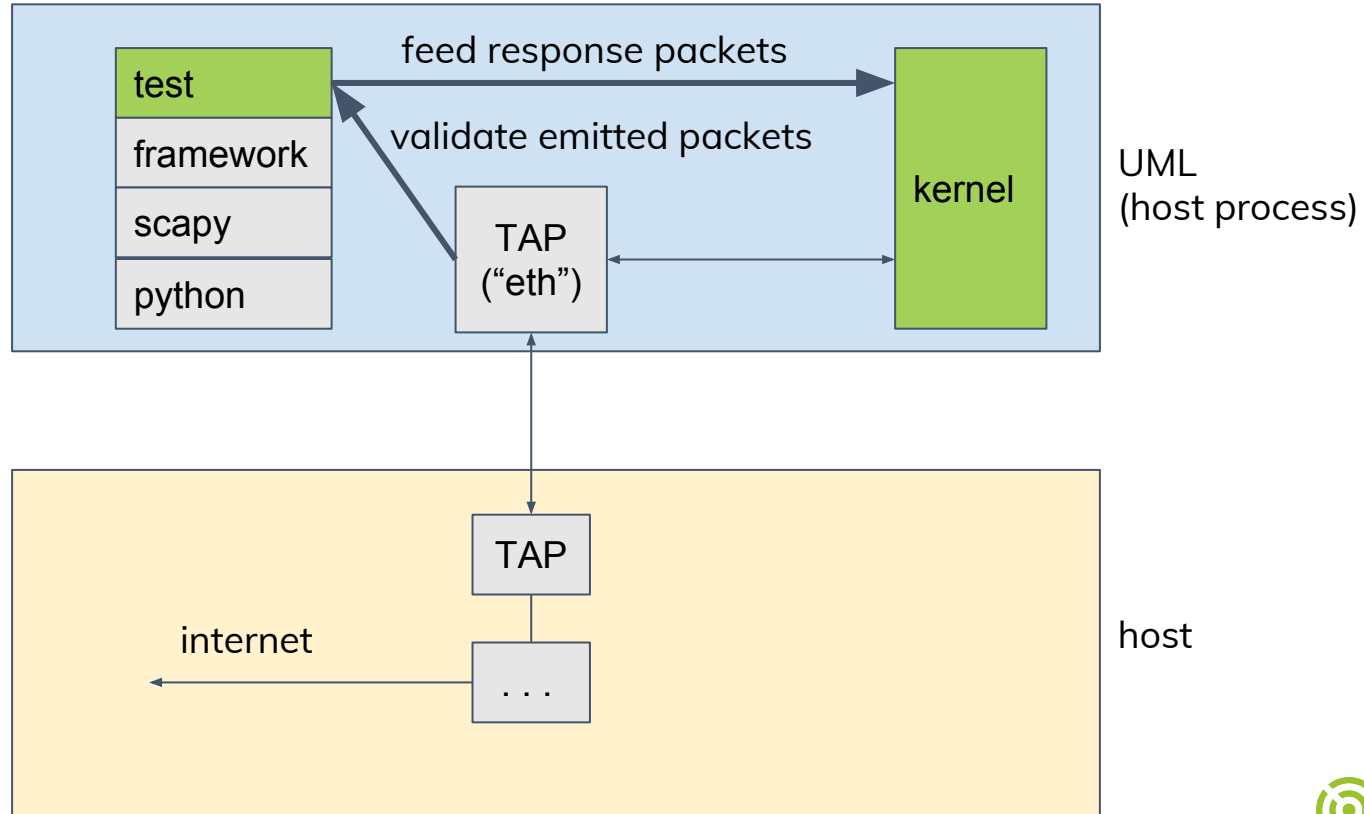 feed response packets
test
validate emitted packets
framework
scapy
python
TAP
(“eth”)
kernel
UML
(host process)
TAP
internet
. . .
host